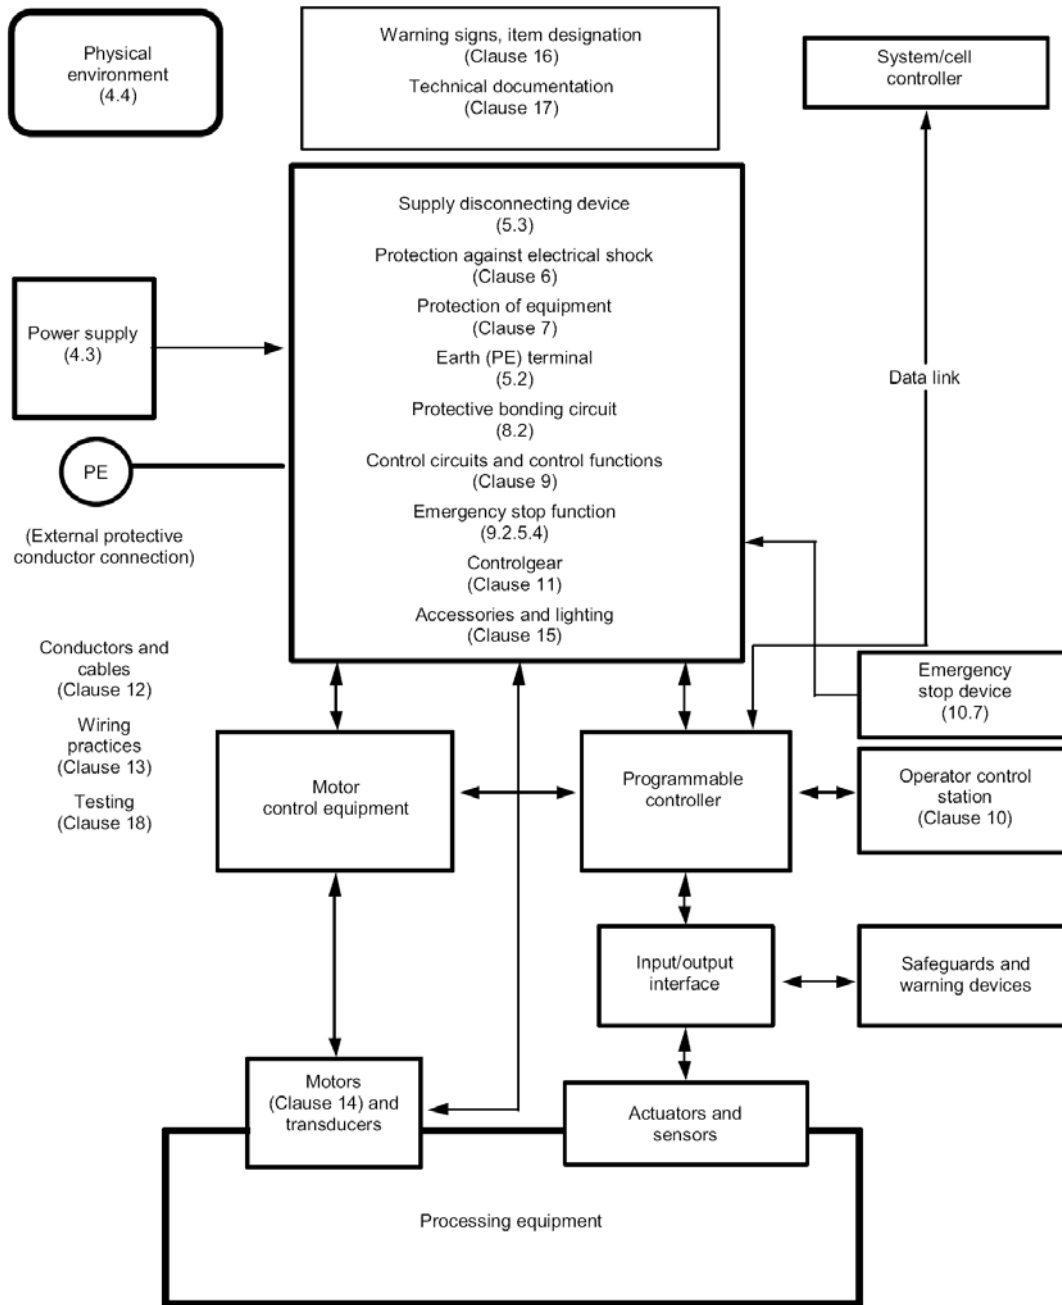 Physical
environment
(4.4)
Warning signs, item designation
(Clause 16)
Technical documentation
(Clause 17)
System/cell
controller
Supply disconnecting device
(5.3)
Protection against electrical shock
(Clause 6)
Protection of equipment
(Clause 7)
Earth (PE) terminal
(5.2)
Protective bonding circuit
(8.2)
Control circuits and control functions
(Clause 9)
Emergency stop function
(9.2.5.4)
Controlgear
(Clause 11)
Accessories and lighting
(Clause 15)
Power supply
(4.3)
Data link
PE
(External protective
conductor connection)
Conductors and
cables
(Clause 12)
Wiring
practices
(Clause 13)
Testing
(Clause 18)
Emergency
stop device
(10.7)
Motor
control equipment
Programmable
controller
Operator control
station
(Clause 10)
Input/output
interface
Safeguards and
warning devices
Motors
(Clause 14) and
transducers
Actuators and
sensors
Processing equipment